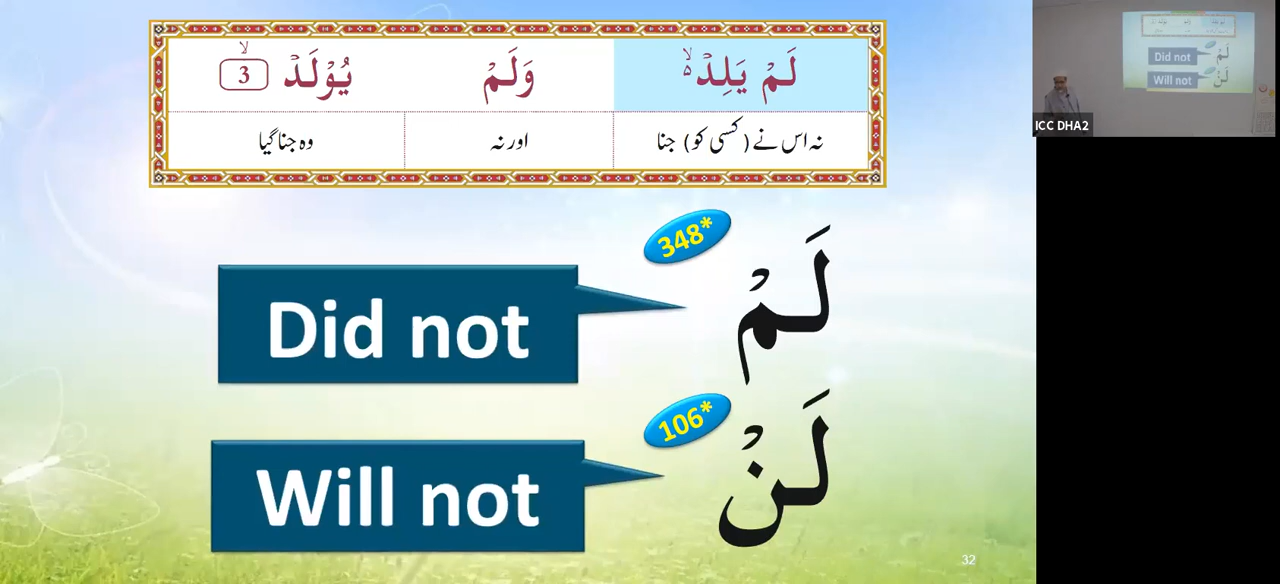 لَمْ يَلِدْ ۙ۬ وَلَمْ يُوْلَدْ ۙ 3
نہ اس نے (کسی کو) جنا اور نہ وہ جنا گیا
348*
لَمْ
Did not
106*
لَنْ
Will not
32
Did not
لَمْ
Will not
لَنْ
ICC DHA2